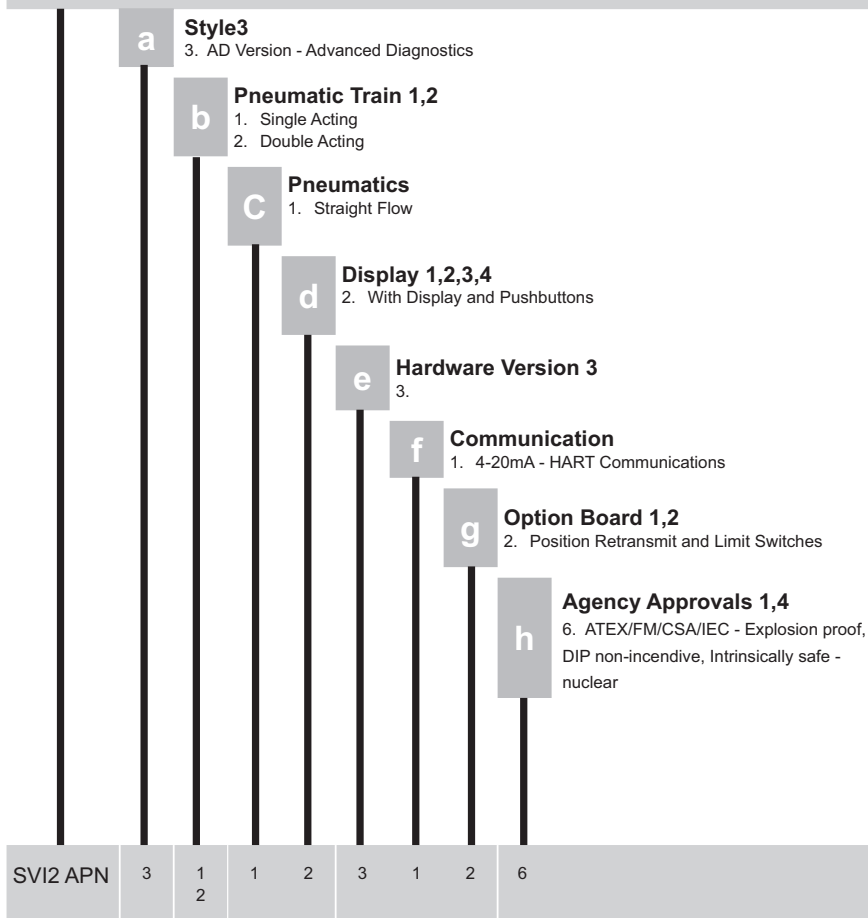 a
Style3
3. AD Version - Advanced Diagnostics
b
Pneumatic Train 1,2
1. Single Acting
2. Double Acting
C
Pneumatics
1. Straight Flow
d
Display 1,2,3,4
2. With Display and Pushbuttons
e
Hardware Version 3
3.
f
Communication
1. 4-20mA - HART Communications
g
Option Board 1,2
2. Position Retransmit and Limit Switches
h
Agency Approvals 1,4
6. ATEX/FM/CSA/IEC - Explosion proof,
DIP non-incendive, Intrinsically safe -
nuclear
SVI2 APN 3 1 1 2 3 1 2 6
2